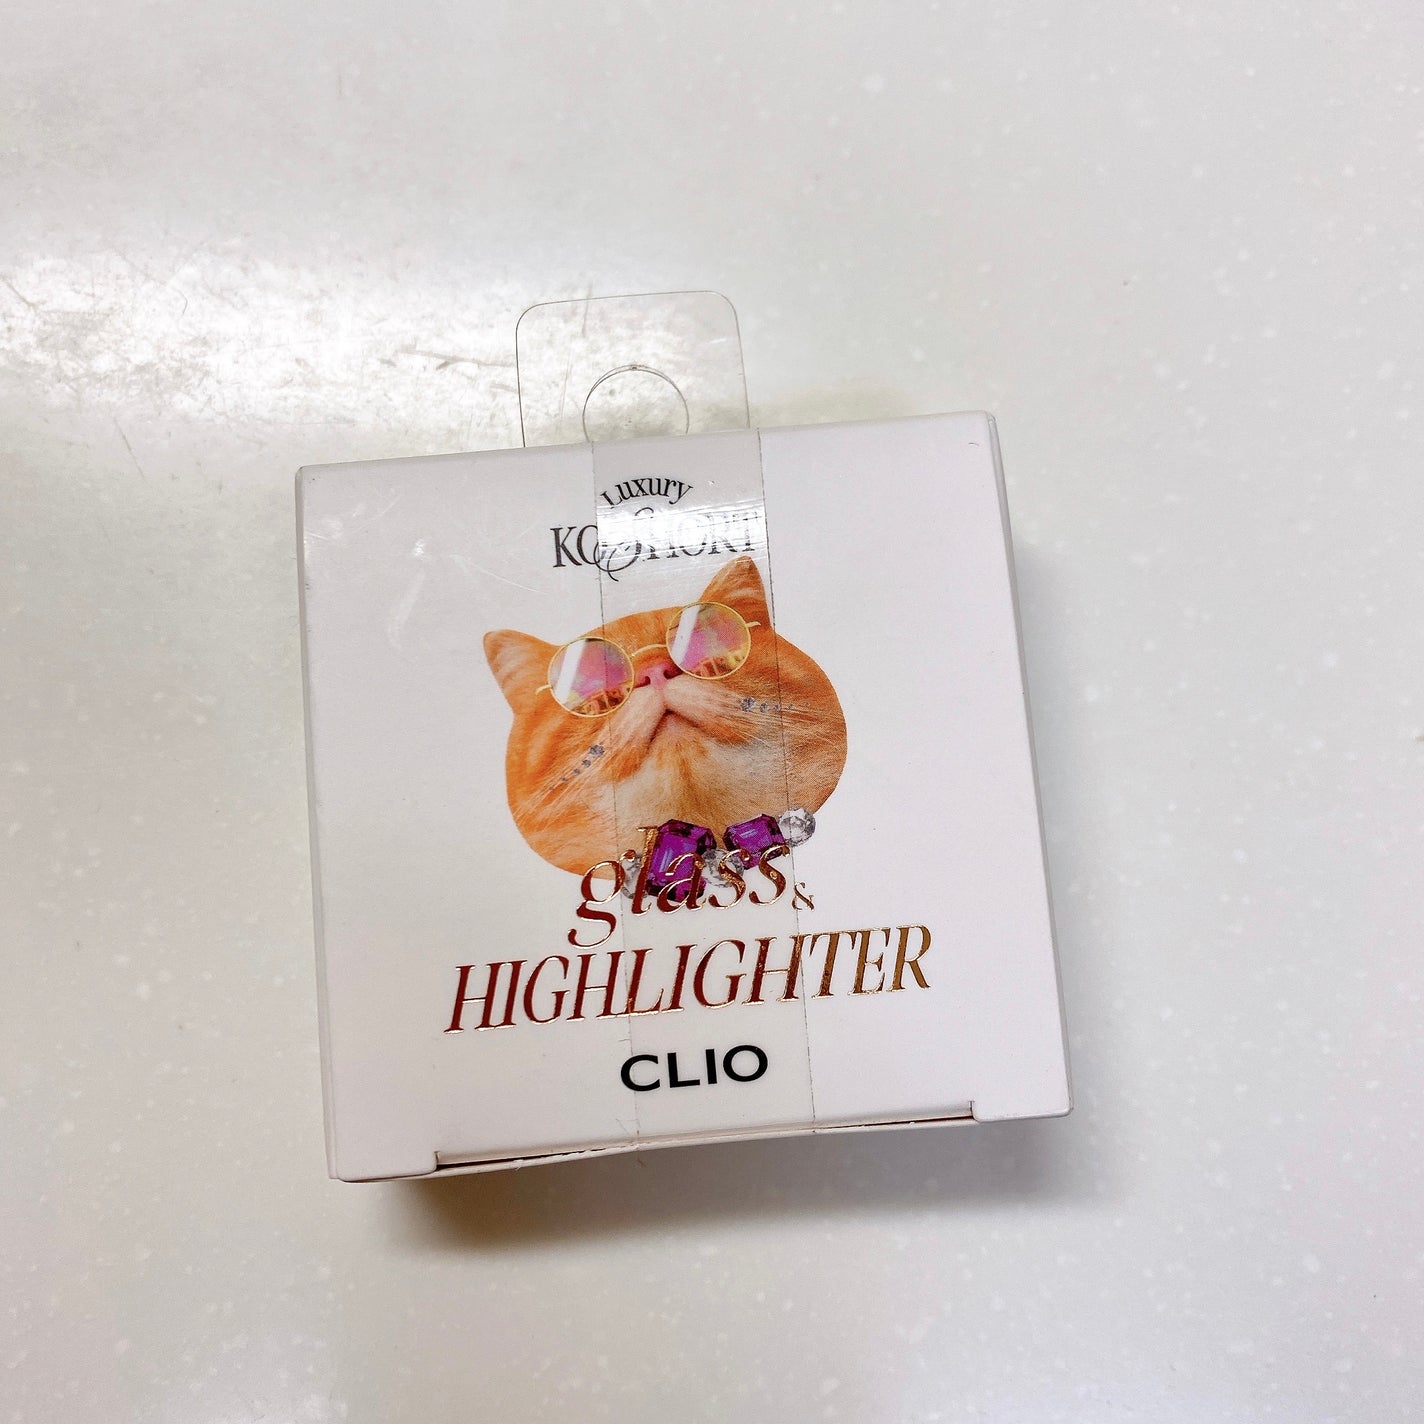 Luxury
KOSHORT
glass &
HIGHLIGHTER
CLIO